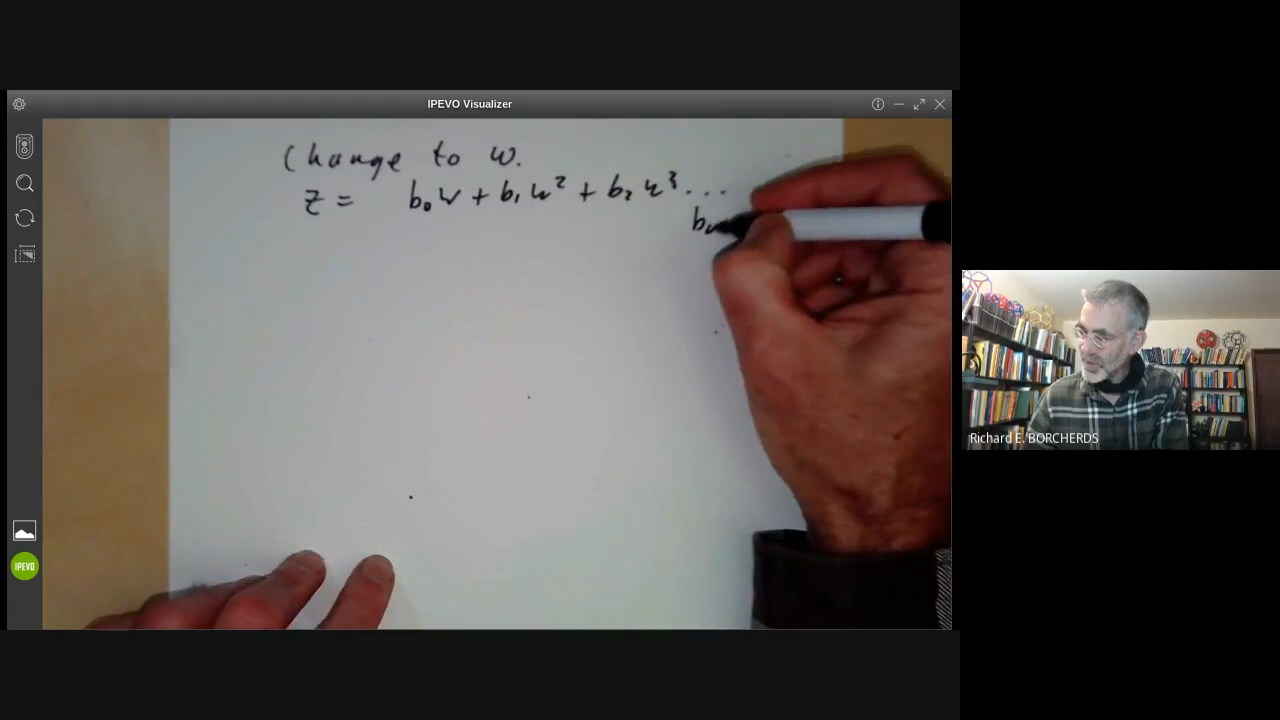 IPEVO Visualizer
Change to w.
z = b₀w + b₁w² + b₂w³...
IPEVO
Richard E. BORCHERDS